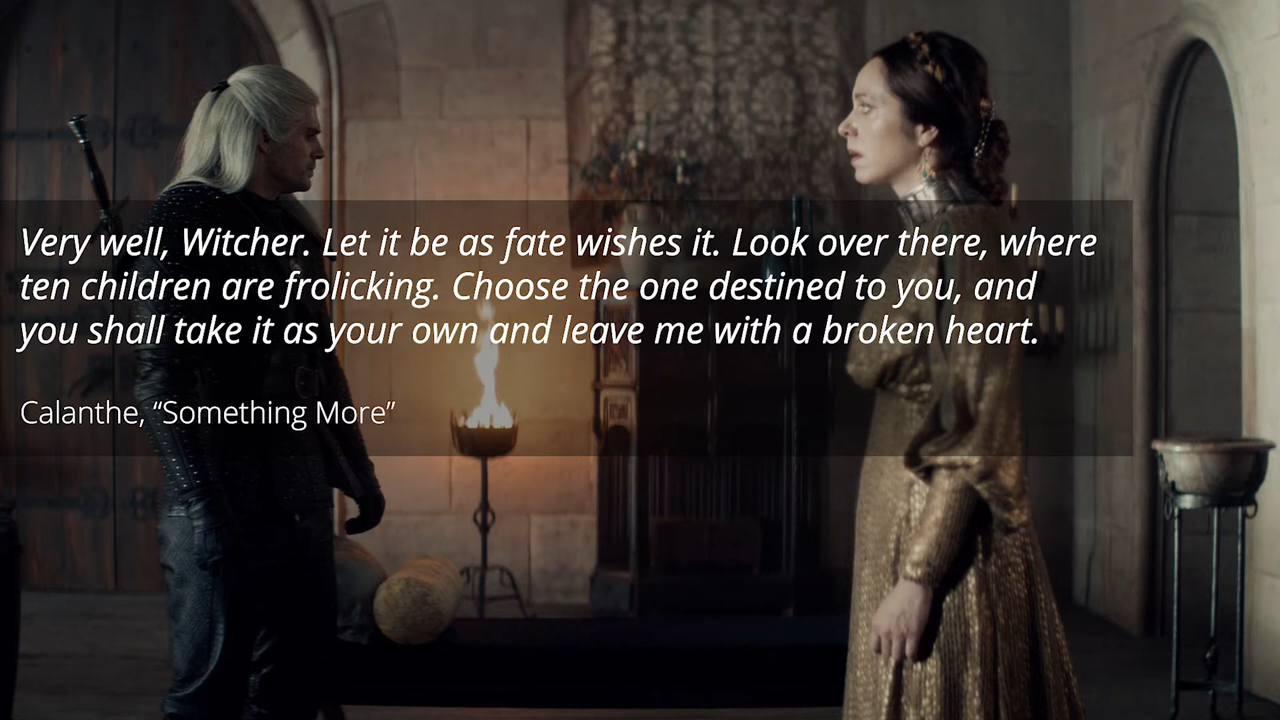 Very well, Witcher. Let it be as fate wishes it. Look over there, where
ten children are frolicking. Choose the one destined to you, and
you shall take it as your own and leave me with a broken heart.
Calanthe, “Something More”